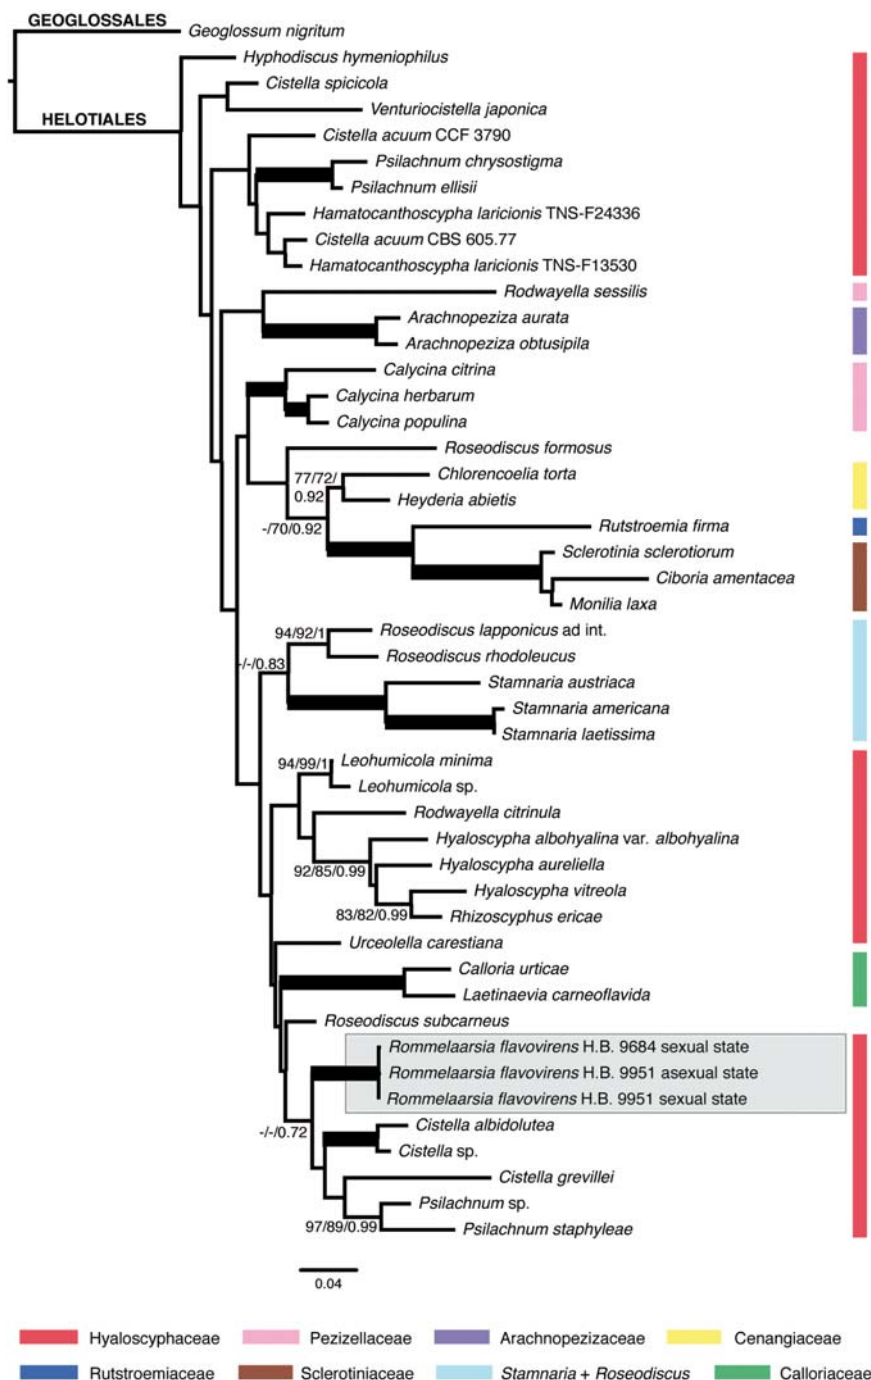 GEOGLOSSALES
Geoglossum nigritum
Hyphodiscus hymeniophilus
Cistella spicicola
Venturiocistella japonica
HELOTIALES
Cistella acuum CCF 3790
Psilachnum chrysostigma
Psilachnum ellisii
Hamatocanthoscypha laricionis TNS-F24336
Cistella acuum CBS 605.77
Hamatocanthoscypha laricionis TNS-F13530
Rodwayella sessilis
Arachnopeziza aurata
Arachnopeziza obtusipila
Calycina citrina
Calycina herbarum
Calycina populina
Roseodiscus formosus
77/72/
0.92
Chlorencoelia torta
Heyderia abietis
-/70/0.92
Rutstroemia firma
Sclerotinia sclerotiorum
Ciboria amentacea
Monilia laxa
94/92/1
Roseodiscus lapponicus ad int.
Roseodiscus rhodoleucus
-/-/0.83
Stamnaria austriaca
Stamnaria americana
Stamnaria laetissima
94/99/1
Leohumicola minima
Leohumicola sp.
Rodwayella citrinula
Hyaloscypha albohyalina var. albohyalina
92/85/0.99
Hyaloscypha aureliella
Hyaloscypha vitreola
83/82/0.99
Rhizoscyphus ericae
Urceolella carestiana
Calloria urticae
Laetinaevia carneoflavida
Roseodiscus subcarneus
Rommelaarsia flavovirens H.B. 9684 sexual state
Rommelaarsia flavovirens H.B. 9951 asexual state
Rommelaarsia flavovirens H.B. 9951 sexual state
-/-/0.72
Cistella albidolutea
Cistella sp.
Cistella grevillei
Psilachnum sp.
97/89/0.99
Psilachnum staphyleae
0.04
Hyaloscyphaceae
Pezizellaceae
Arachnopezizaceae
Cenangiaceae
Rutstroemiaceae
Sclerotiniaceae
Stamnaria + Roseodiscus
Calloriaceae